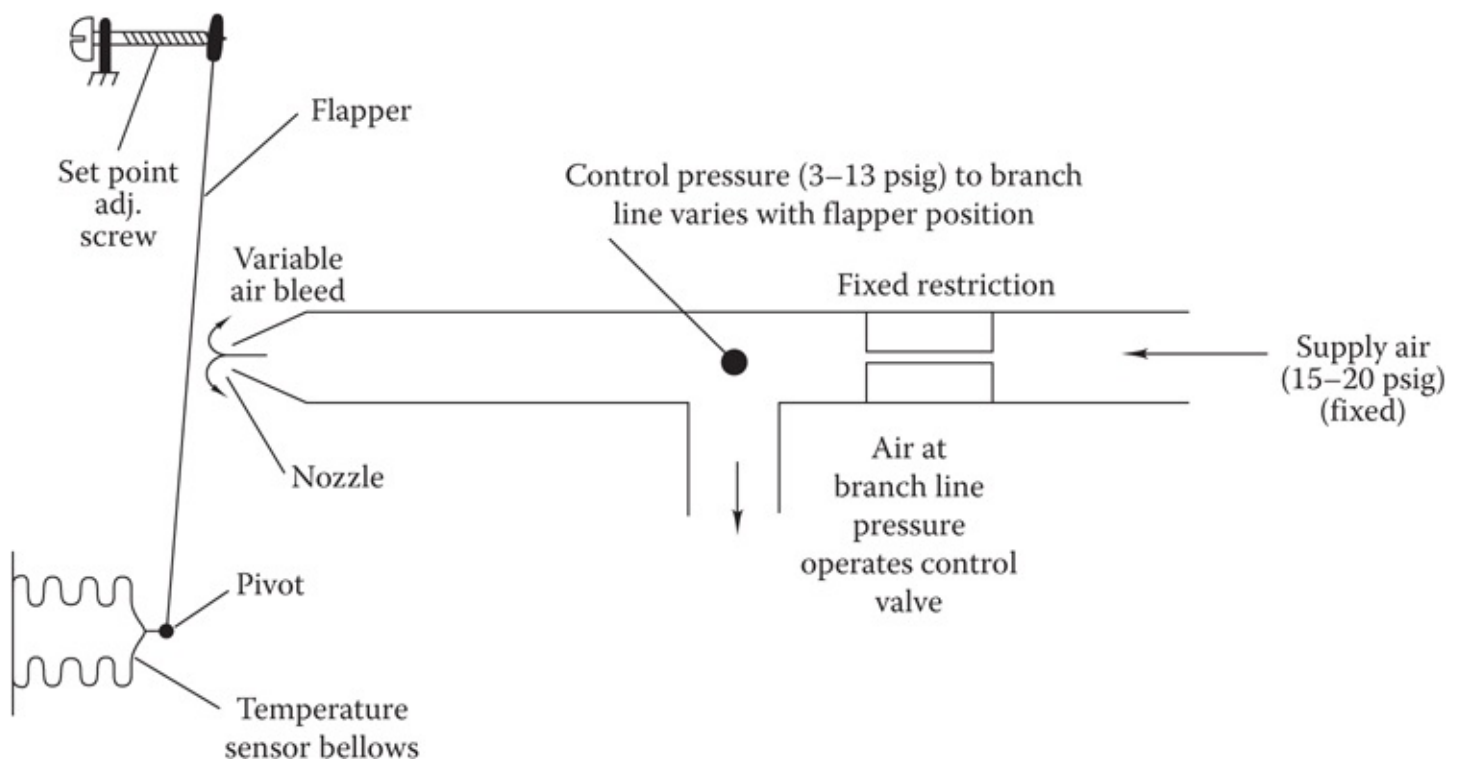 Flapper
Set point
adj.
screw
Control pressure (3–13 psig) to branch
line varies with flapper position
Variable
air bleed
Fixed restriction
Supply air
(15–20 psig)
(fixed)
Nozzle
Air at
branch line
pressure
operates control
valve
Pivot
Temperature
sensor bellows